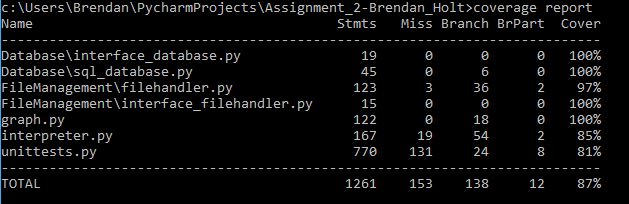 c:\Users\Brendan\PycharmProjects\Assignment_2-Brendan_Holt>coverage report
Name                                  Stmts   Miss Branch BrPart  Cover
-----------------------------------------------------------------------
Database\interface_database.py           19      0      0      0   100%
Database\sql_database.py                 45      0      6      0   100%
FileManagement\filehandler.py           123      3     36      2    97%
FileManagement\interface_filehandler.py  15      0      0      0   100%
graph.py                                122      0     18      0   100%
interpreter.py                          167     19     54      2    85%
unittests.py                            770    131     24      8    81%
-----------------------------------------------------------------------
TOTAL                                  1261    153    138     12    87%